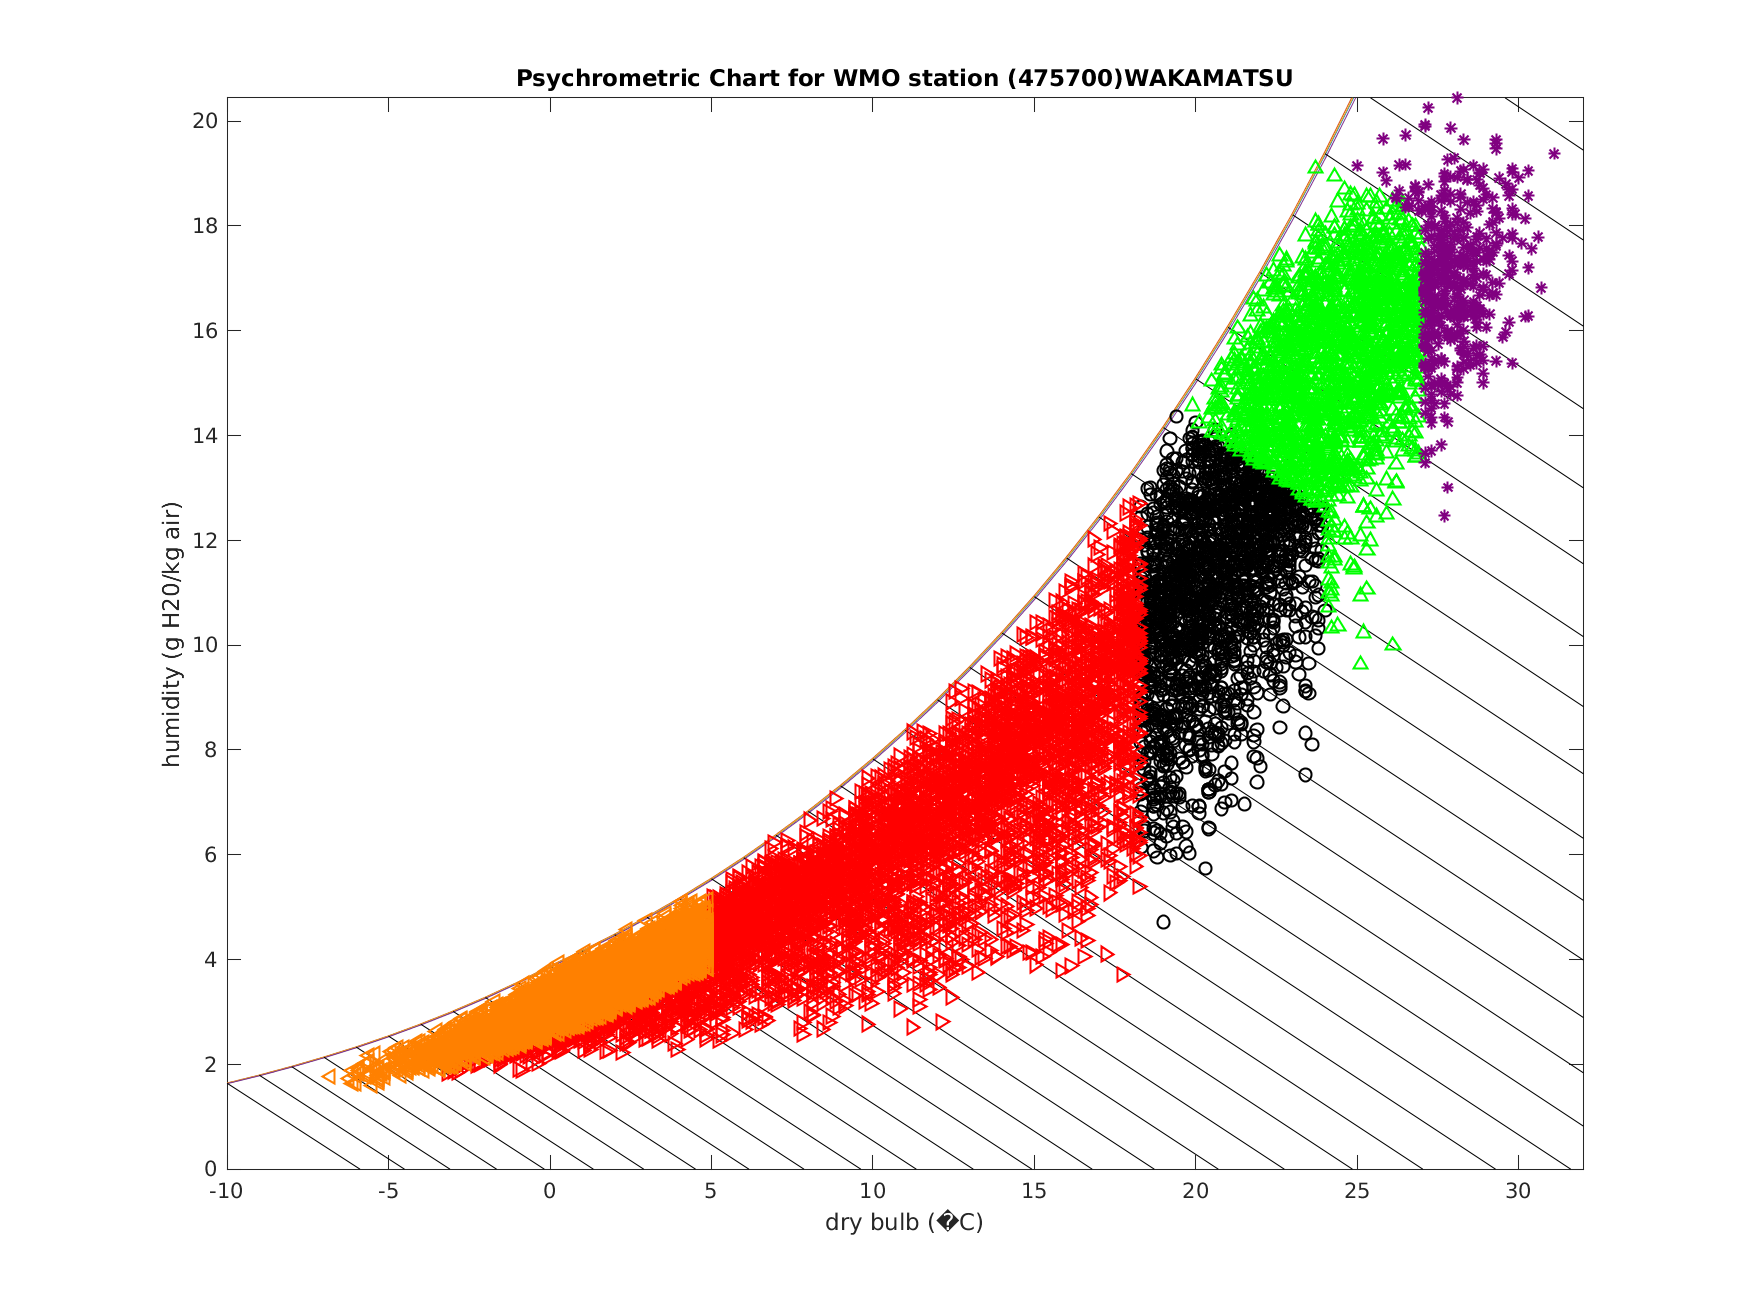 Psychrometric Chart for WMO station (475700)WAKAMATSU
20
18
16
14
12
10
8
6
4
2
0
humidity (g H20/kg air)
-10 -5 0 5 10 15 20 25 30
dry bulb (�C)